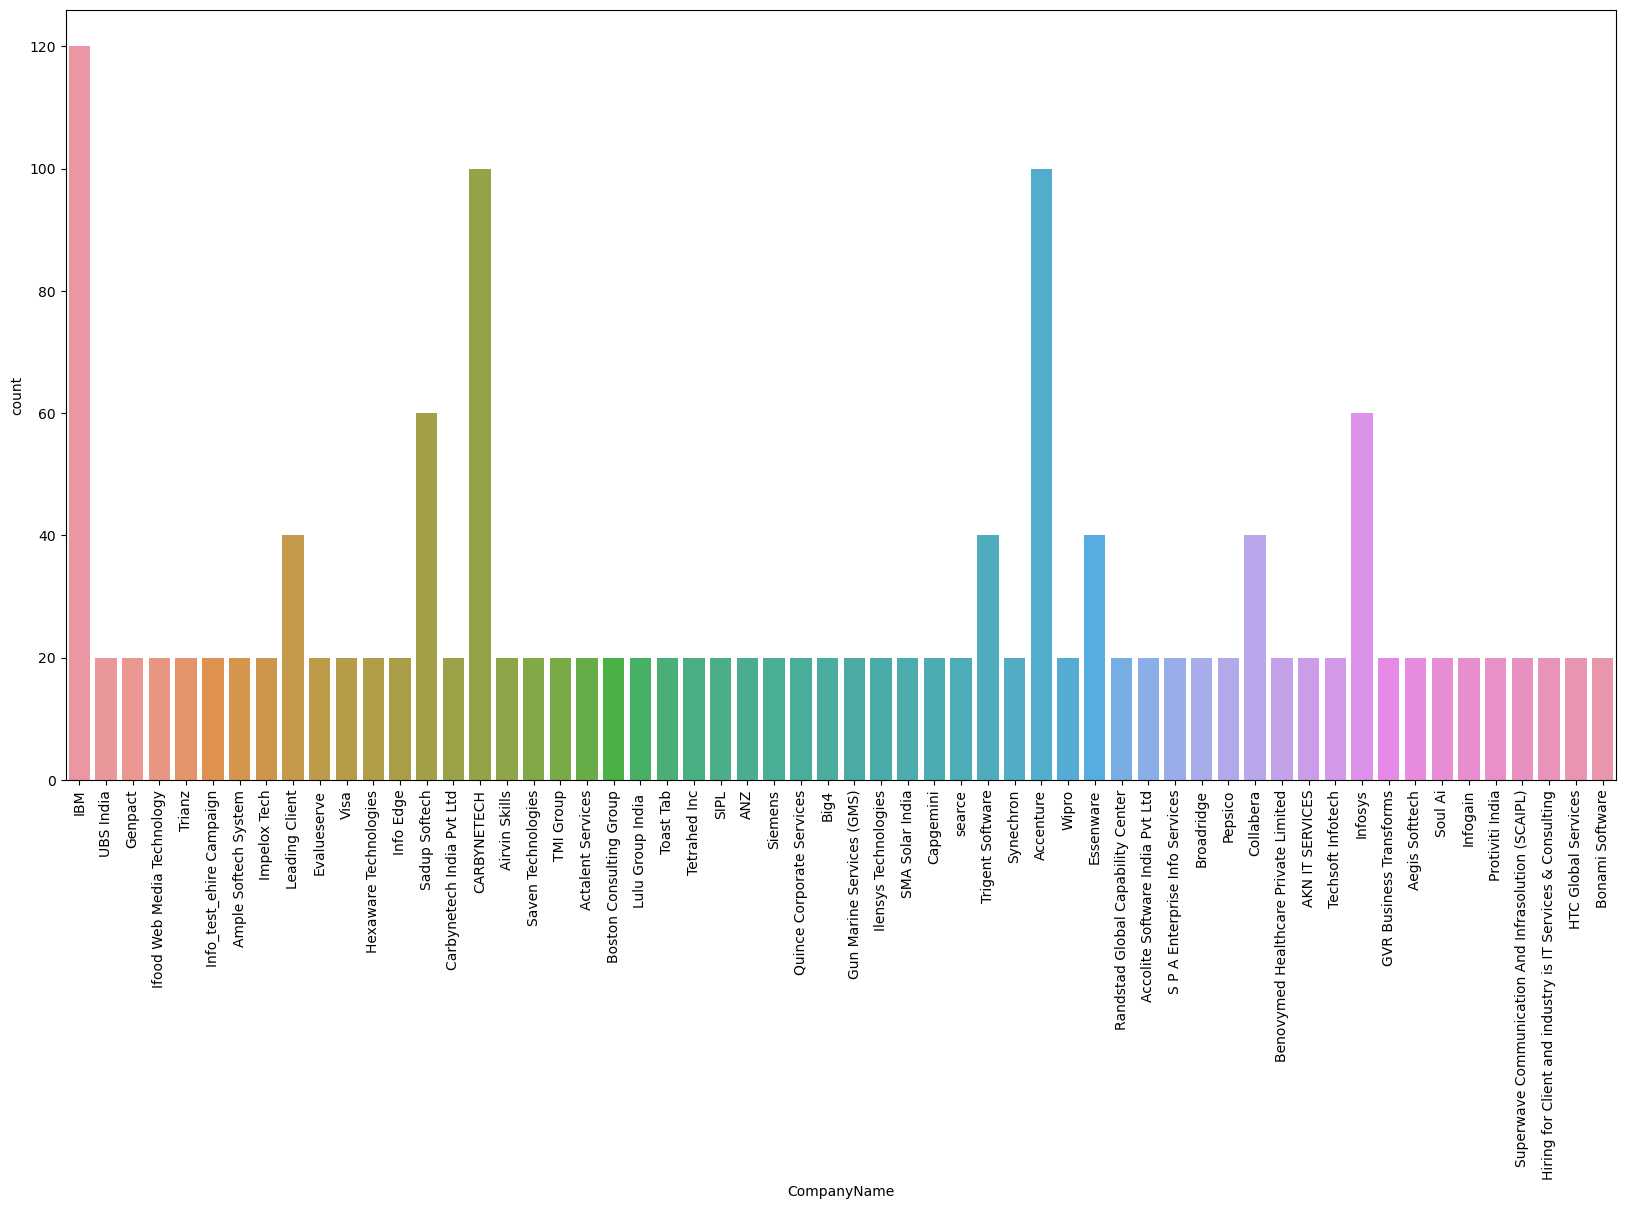 120
100
80
60
40
20
0
count
IBM
UBS India
Genpact
Ifood Web Media Technology
Trianz
Info_test_ehire Campaign
Ample Softech System
Impelox Tech
Leading Client
Evalueserve
Visa
Hexaware Technologies
Info Edge
Sadup Softech
Carbynetech India Pvt Ltd
CARBYNETECH
Airvin Skills
Saven Technologies
TMI Group
Actalent Services
Boston Consulting Group
Lulu Group India
Toast Tab
Tetrahed Inc
SIPL
ANZ
Siemens
Quince Corporate Services
Big4
Gun Marine Services (GMS)
Ilensys Technologies
SMA Solar India
Capgemini
searce
Trigent Software
Synechron
Accenture
Wipro
Essenware
Randstad Global Capability Center
Accolite Software India Pvt Ltd
S P A Enterprise Info Services
Broadridge
Pepsico
Collabera
Benovymed Healthcare Private Limited
AKN IT SERVICES
Techsoft Infotech
Infosys
GVR Business Transforms
Aegis Softtech
Soul Ai
Infogain
Protiviti India
Superwave Communication And Infrasolution (SCAIPL)
Hiring for Client and industry is IT Services & Consulting
HTC Global Services
Bonami Software
CompanyName